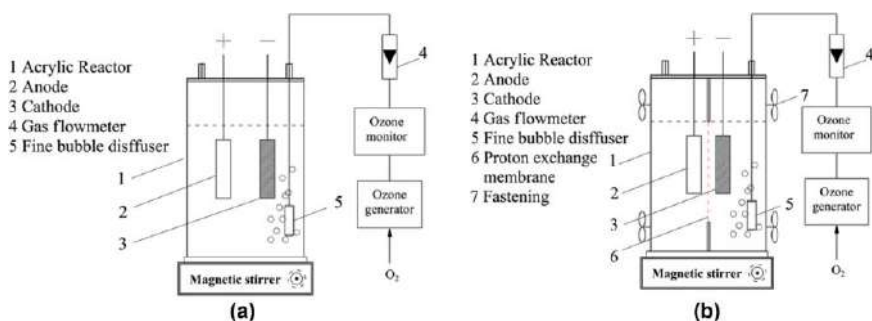 1 Acrylic Reactor
2 Anode
3 Cathode
4 Gas flowmeter
5 Fine bubble disffuser
+
−
4
Ozone
monitor
Ozone
generator
O2
1
2
3
5
Magnetic stirrer
(a)
1 Acrylic Reactor
2 Anode
3 Cathode
4 Gas flowmeter
5 Fine bubble disffuser
6 Proton exchange
membrane
7 Fastening
+
−
4
7
Ozone
monitor
Ozone
generator
O2
1
2
3
5
6
Magnetic stirrer
(b)